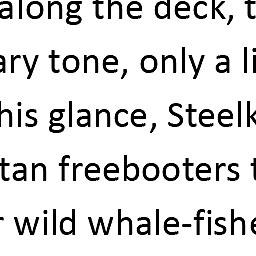 along the deck, t
ary tone, only a li
his glance, Steelk
tan freebooters t
r wild whale-fishe